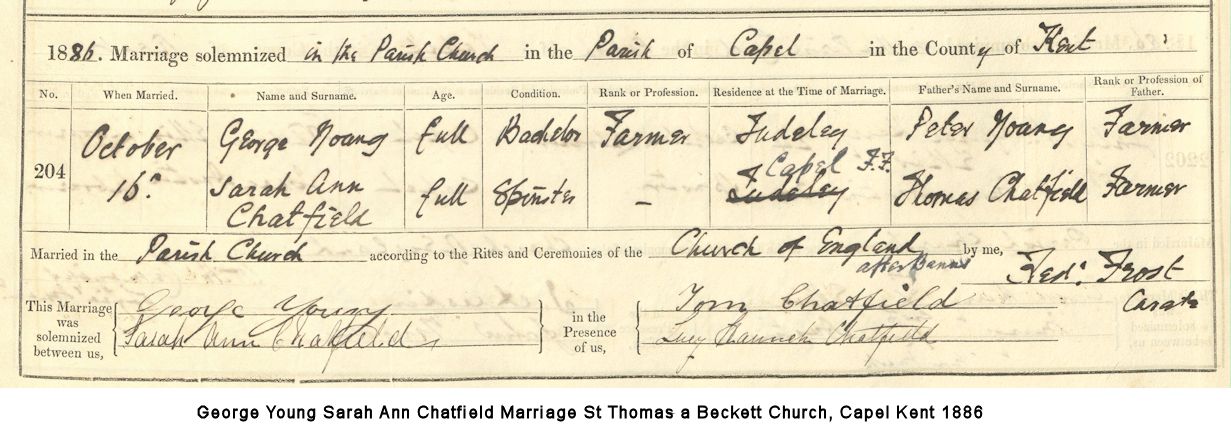 1886. Marriage solemnized in the Parish Church in the Parish of Capel in the County of Kent
No. When Married. Name and Surname. Age. Condition. Rank or Profession. Residence at the Time of Marriage. Father's Name and Surname. Rank or Profession of Father.
204 October George Young full Bachelor Farmer Tudeley Peter Young Farmer
Capel F.F.
16th Sarah Ann full Spinster – Tudeley Thomas Chatfield Farmer
Chatfield
Married in the Parish Church according to the Rites and Ceremonies of the Church of England by me,
after Banns Fredk. Frost
Curate
This Marriage was solemnized between us, George Young in the Presence of us, Tom Chatfield
Sarah Ann Chatfield Lucy Hannah Chatfield
George Young Sarah Ann Chatfield Marriage St Thomas a Beckett Church, Capel Kent 1886